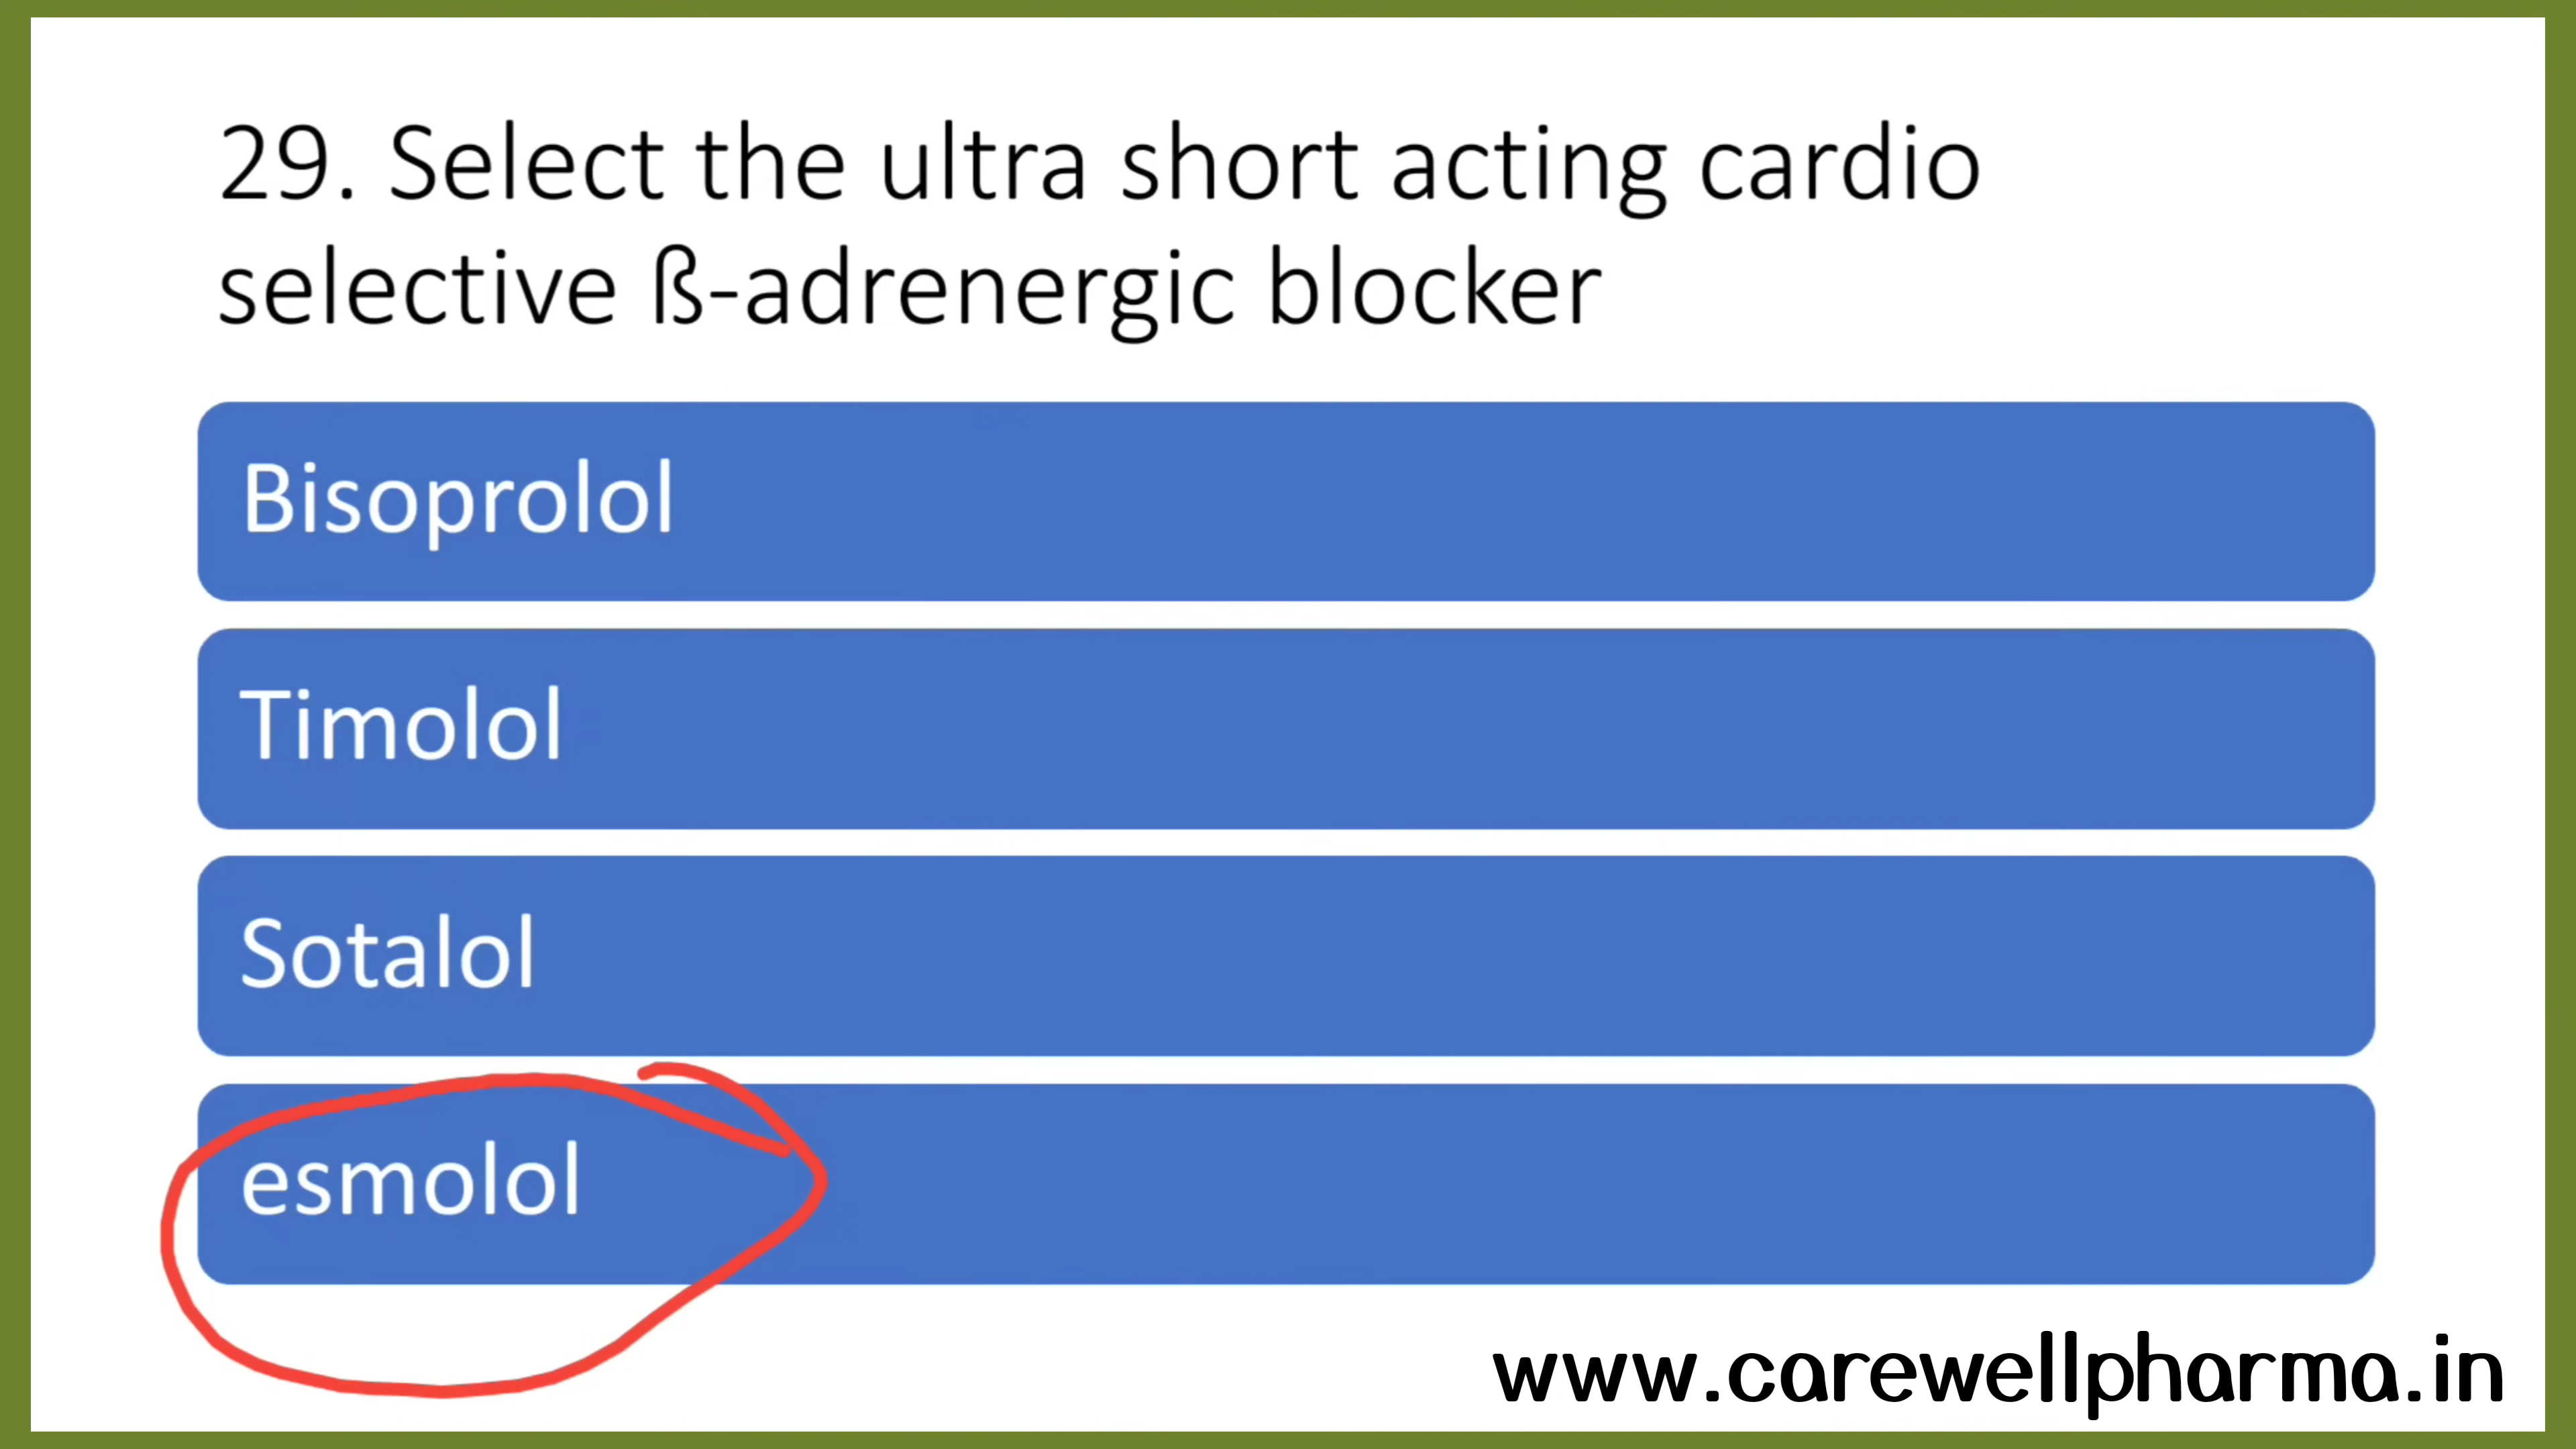 29. Select the ultra short acting cardio
selective ß-adrenergic blocker
Bisoprolol
Timolol
Sotalol
esmolol
www.carewellpharma.in